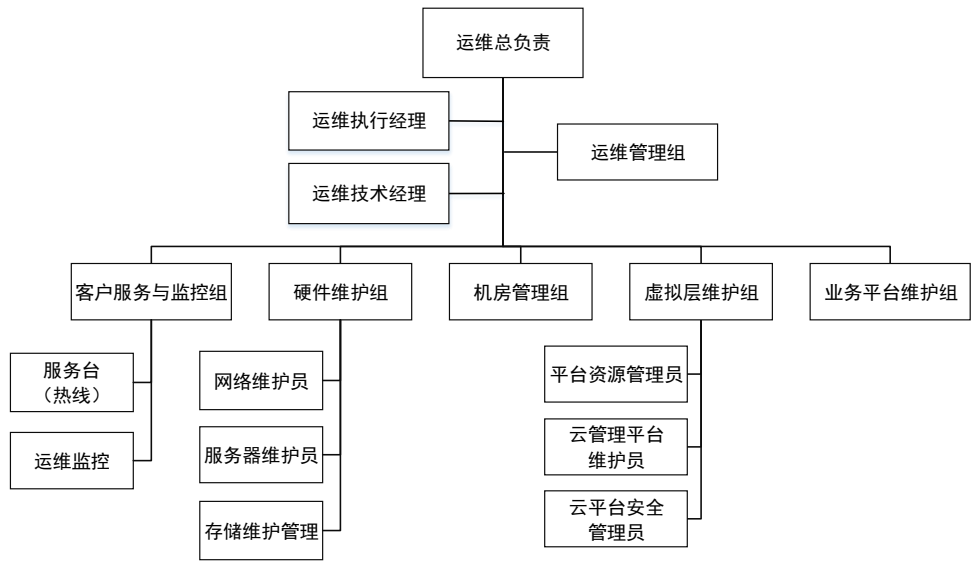 运维总负责
运维执行经理
运维管理组
运维技术经理
客户服务与监控组
硬件维护组
机房管理组
虚拟层维护组
业务平台维护组
服务台
（热线）
运维监控
网络维护员
服务器维护员
存储维护管理
平台资源管理员
云管理平台
维护员
云平台安全
管理员